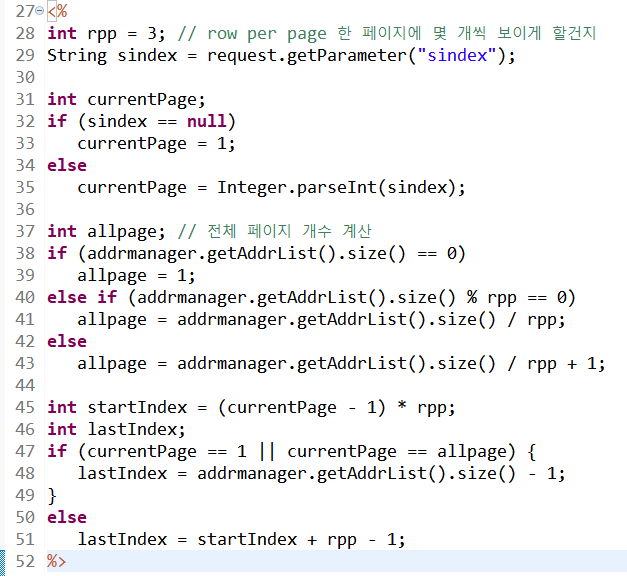 27 <%
28 int rpp = 3; // row per page 한 페이지에 몇 개씩 보이게 할건지
29 String sindex = request.getParameter("sindex");
30
31 int currentPage;
32 if (sindex == null)
33    currentPage = 1;
34 else
35    currentPage = Integer.parseInt(sindex);
36
37 int allpage; // 전체 페이지 개수 계산
38 if (addrmanager.getAddrList().size() == 0)
39    allpage = 1;
40 else if (addrmanager.getAddrList().size() % rpp == 0)
41    allpage = addrmanager.getAddrList().size() / rpp;
42 else
43    allpage = addrmanager.getAddrList().size() / rpp + 1;
44
45 int startIndex = (currentPage - 1) * rpp;
46 int lastIndex;
47 if (currentPage == 1 || currentPage == allpage) {
48    lastIndex = addrmanager.getAddrList().size() - 1;
49 }
50 else
51    lastIndex = startIndex + rpp - 1;
52 %>